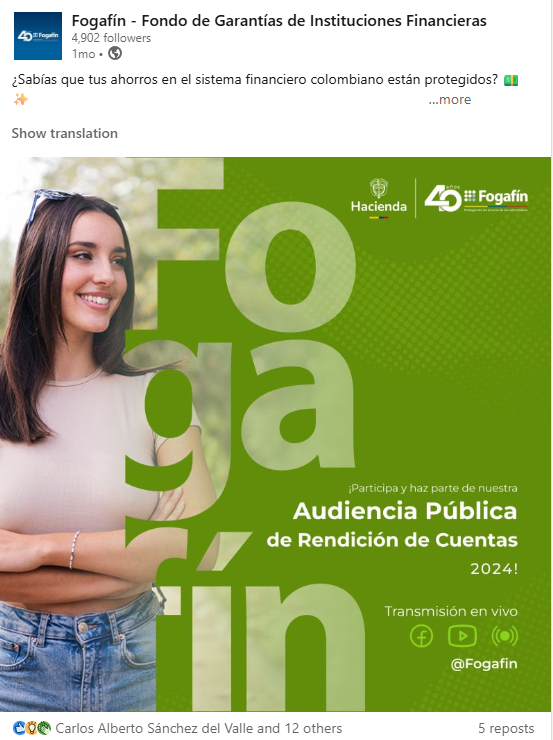 Fogafín - Fondo de Garantías de Instituciones Financieras
4,902 followers
1mo •
¿Sabías que tus ahorros en el sistema financiero colombiano están protegidos? 💵
✨ ...more
Show translation
Hacienda
40 años Fogafín
Fo
ga
fín
¡Participa y haz parte de nuestra
Audiencia Pública
de Rendición de Cuentas
2024!
Transmisión en vivo
@Fogafin
Carlos Alberto Sánchez del Valle and 12 others
5 reposts